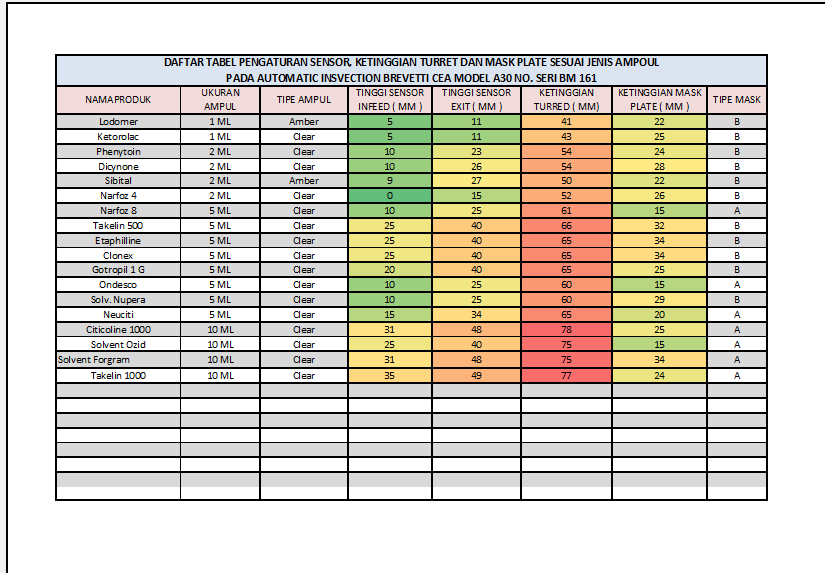 DAFTAR TABEL PENGATURAN SENSOR, KETINGGIAN TURRET DAN MASK PLATE SESUAI JENIS AMPOUL
PADA AUTOMATIC INSVECTION BREVETTI CEA MODEL A30 NO. SERI BM 161
NAMA PRODUK UKURAN AMPUL TIPE AMPUL TINGGI SENSOR INFEED ( MM ) TINGGI SENSOR EXIT ( MM ) KETINGGIAN TURRED ( MM) KETINGGIAN MASK PLATE ( MM ) TIPE MASK
Lodomer 1 ML Amber 5 11 41 22 B
Ketorolac 1 ML Clear 5 11 43 25 B
Phenytoin 2 ML Clear 10 23 54 24 B
Dicynone 2 ML Clear 10 26 54 28 B
Sibital 2 ML Amber 9 27 50 22 B
Narfoz 4 2 ML Clear 0 15 52 26 B
Narfoz 8 5 ML Clear 10 25 61 15 A
Takelin 500 5 ML Clear 25 40 66 32 B
Etaphilline 5 ML Clear 25 40 65 34 B
Clonex 5 ML Clear 25 40 65 34 B
Gotropil 1 G 5 ML Clear 20 40 65 25 B
Ondesco 5 ML Clear 10 25 60 15 A
Solv. Nupera 5 ML Clear 10 25 60 29 B
Neuciti 5 ML Clear 15 34 65 20 A
Citicoline 1000 10 ML Clear 31 48 78 25 A
Solvent Ozid 10 ML Clear 25 40 75 15 A
Solvent Forgram 10 ML Clear 31 48 75 34 A
Takelin 1000 10 ML Clear 35 49 77 24 A